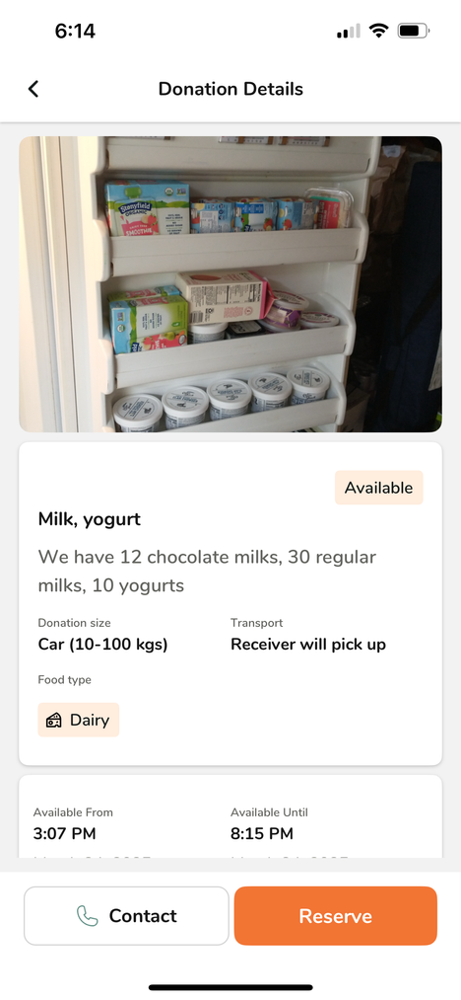 6:14
Donation Details
Stonyfield
ORGANIC
SMOOTHIE
Available
Milk, yogurt
We have 12 chocolate milks, 30 regular
milks, 10 yogurts
Donation size
Transport
Car (10-100 kgs)
Receiver will pick up
Food type
Dairy
Available From
Available Until
3:07 PM
8:15 PM
Contact
Reserve